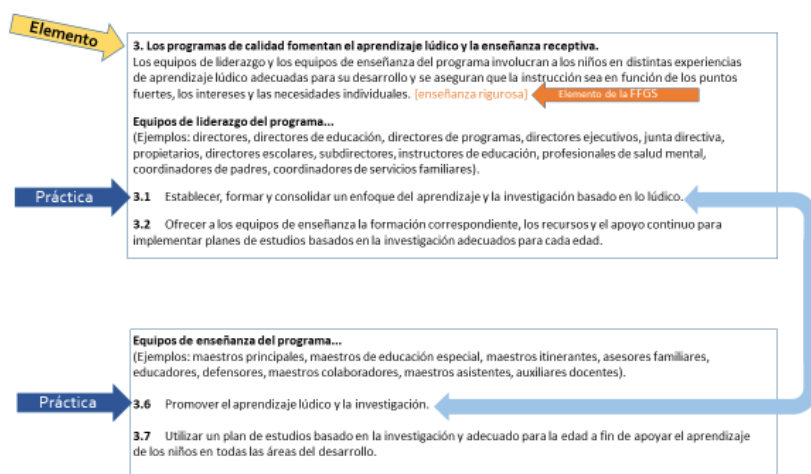 Elemento
3. Los programas de calidad fomentan el aprendizaje lúdico y la enseñanza receptiva.
Los equipos de liderazgo y los equipos de enseñanza del programa involucran a los niños en distintas experiencias
de aprendizaje lúdico adecuadas para su desarrollo y se aseguran que la instrucción sea en función de los puntos
fuertes, los intereses y las necesidades individuales. [enseñanza rigurosa] Elemento de la FFGS
Equipos de liderazgo del programa...
(Ejemplos: directores, directores de educación, directores de programas, directores ejecutivos, junta directiva,
propietarios, directores escolares, subdirectores, instructores de educación, profesionales de salud mental,
coordinadores de padres, coordinadores de servicios familiares).
Práctica
3.1 Establecer, formar y consolidar un enfoque del aprendizaje y la investigación basado en lo lúdico.
3.2 Ofrecer a los equipos de enseñanza la formación correspondiente, los recursos y el apoyo continuo para
implementar planes de estudios basados en la investigación adecuados para cada edad.
Equipos de enseñanza del programa...
(Ejemplos: maestros principales, maestros de educación especial, maestros itinerantes, asesores familiares,
educadores, defensores, maestros colaboradores, maestros asistentes, auxiliares docentes).
Práctica
3.6 Promover el aprendizaje lúdico y la investigación.
3.7 Utilizar un plan de estudios basado en la investigación y adecuado para la edad a fin de apoyar el aprendizaje
de los niños en todas las áreas del desarrollo.